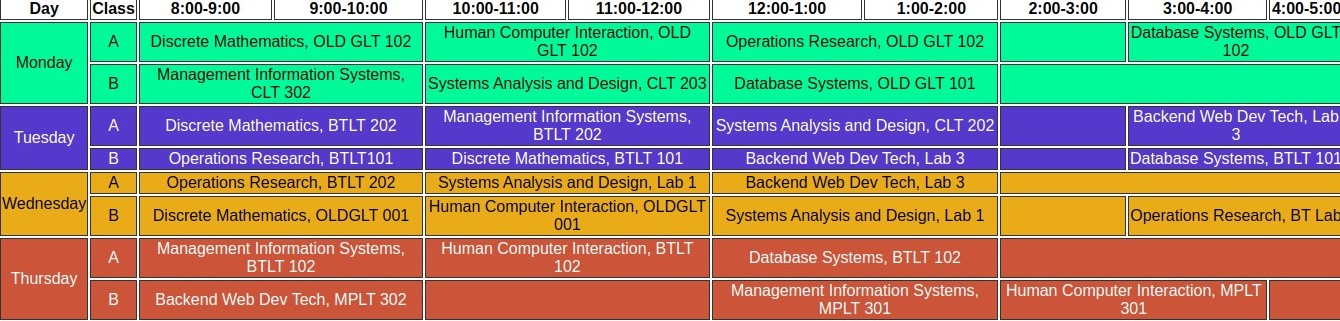 Day Class 8:00-9:00 9:00-10:00 10:00-11:00 11:00-12:00 12:00-1:00 1:00-2:00 2:00-3:00 3:00-4:00 4:00-5:00
Monday
A
Discrete Mathematics, OLD GLT 102
Human Computer Interaction, OLD
GLT 102
Operations Research, OLD GLT 102
Database Systems, OLD GLT
102
B
Management Information Systems,
CLT 302
Systems Analysis and Design, CLT 203
Database Systems, OLD GLT 101
Tuesday
A
Discrete Mathematics, BTLT 202
Management Information Systems,
BTLT 202
Systems Analysis and Design, CLT 202
Backend Web Dev Tech, Lab
3
B
Operations Research, BTLT101
Discrete Mathematics, BTLT 101
Backend Web Dev Tech, Lab 3
Database Systems, BTLT 101
Wednesday
A
Operations Research, BTLT 202
Systems Analysis and Design, Lab 1
Backend Web Dev Tech, Lab 3
B
Discrete Mathematics, OLDGLT 001
Human Computer Interaction, OLDGLT
001
Systems Analysis and Design, Lab 1
Operations Research, BT Lab
Thursday
A
Management Information Systems,
BTLT 102
Human Computer Interaction, BTLT
102
Database Systems, BTLT 102
B
Backend Web Dev Tech, MPLT 302
Management Information Systems,
MPLT 301
Human Computer Interaction, MPLT
301